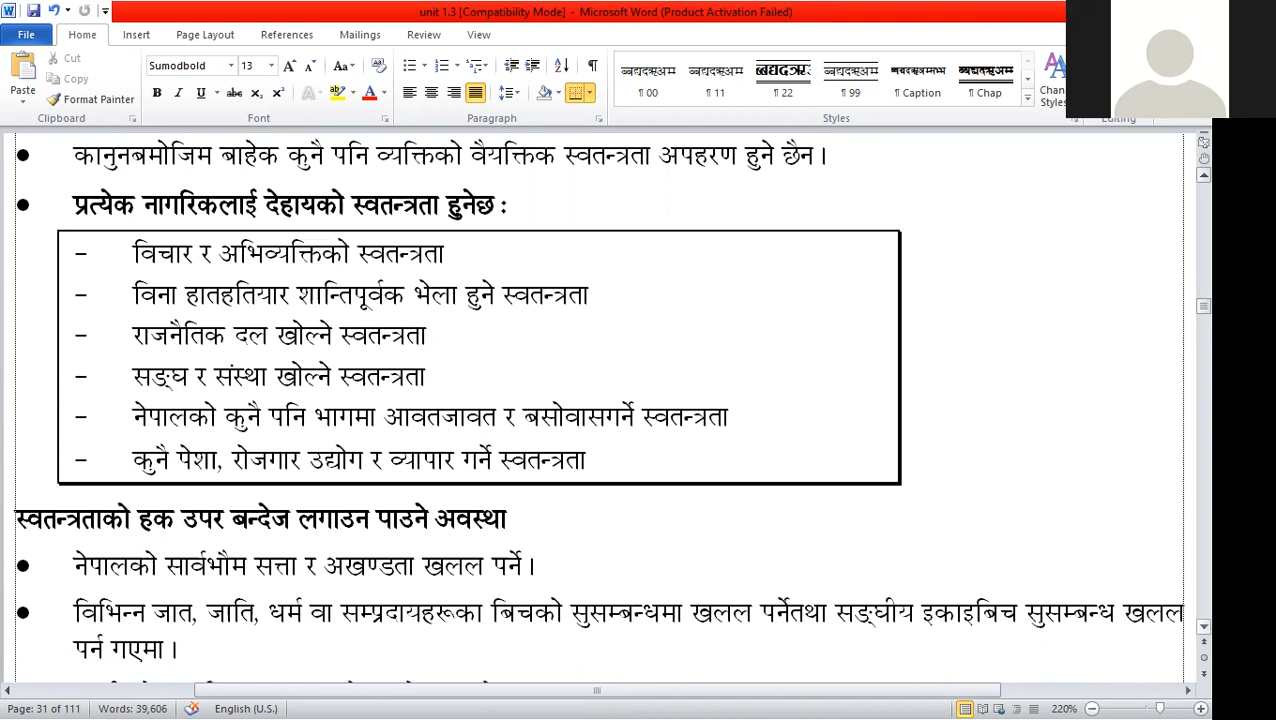 unit 1.3 [Compatibility Mode] - Microsoft Word (Product Activation Failed)
File Home Insert Page Layout References Mailings Review View
Cut
Copy
Format Painter
Paste
Clipboard
Sumodbold 13
Font
Paragraph
¶ 00 ¶ 11 ¶ 22 ¶ 99 ¶ Caption ¶ Chap
Styles
कानुनबमोजिम बाहेक कुनै पनि व्यक्तिको वैयक्तिक स्वतन्त्रता अपहरण हुने छैन।
प्रत्येक नागरिकलाई देहायको स्वतन्त्रता हुनेछ :
– विचार र अभिव्यक्तिको स्वतन्त्रता
– विना हातहतियार शान्तिपूर्वक भेला हुने स्वतन्त्रता
– राजनैतिक दल खोल्ने स्वतन्त्रता
– सङ्घ र संस्था खोल्ने स्वतन्त्रता
– नेपालको कुनै पनि भागमा आवतजावत र बसोवासगर्ने स्वतन्त्रता
– कुनै पेशा, रोजगार उद्योग र व्यापार गर्ने स्वतन्त्रता
स्वतन्त्रताको हक उपर बन्देज लगाउन पाउने अवस्था
नेपालको सार्वभौम सत्ता र अखण्डता खलल पर्ने।
विभिन्न जात, जाति, धर्म वा सम्प्रदायहरूका बिचको सुसम्बन्धमा खलल पर्नेतथा सङ्घीय इकाइबिच सुसम्बन्ध खलल
पर्न गएमा।
Page: 31 of 111 Words: 39,606 English (U.S.) 220%